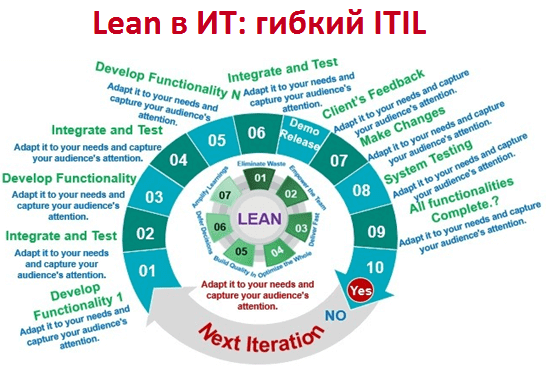 Lean в ИТ: гибкий ITIL
Develop Functionality 1
Adapt it to your needs and
capture your audience's
attention.
01
Integrate and Test
Adapt it to your needs
and capture your
audience's attention.
02
Develop Functionality
Adapt it to your needs and capture
your audience's attention.
03
Integrate and Test
Adapt it to your needs and capture
your audience's attention.
04
Develop Functionality N
Adapt it to your needs and
capture your audience's
attention.
05
Integrate and Test
Adapt it to your needs and
capture your audience's
attention.
06
Demo
Release
Client's Feedback
Adapt it to your needs and capture
your audience's attention.
07
Make Changes
Adapt it to your needs and capture
your audience's attention.
08
System Testing
Adapt it to your needs and capture
your audience's attention.
09
All functionalities
Complete.?
Adapt it to your needs and capture
your audience's attention.
10
Yes
NO
Next Iteration
LEAN
Eliminate Waste
01
Empower the Team
02
Deliver Fast
03
Optimize the Whole
04
Build Quality In
05
Defer Decisions
06
Amplify Learnings
07
Adapt it to your needs and
capture your audience's
attention.